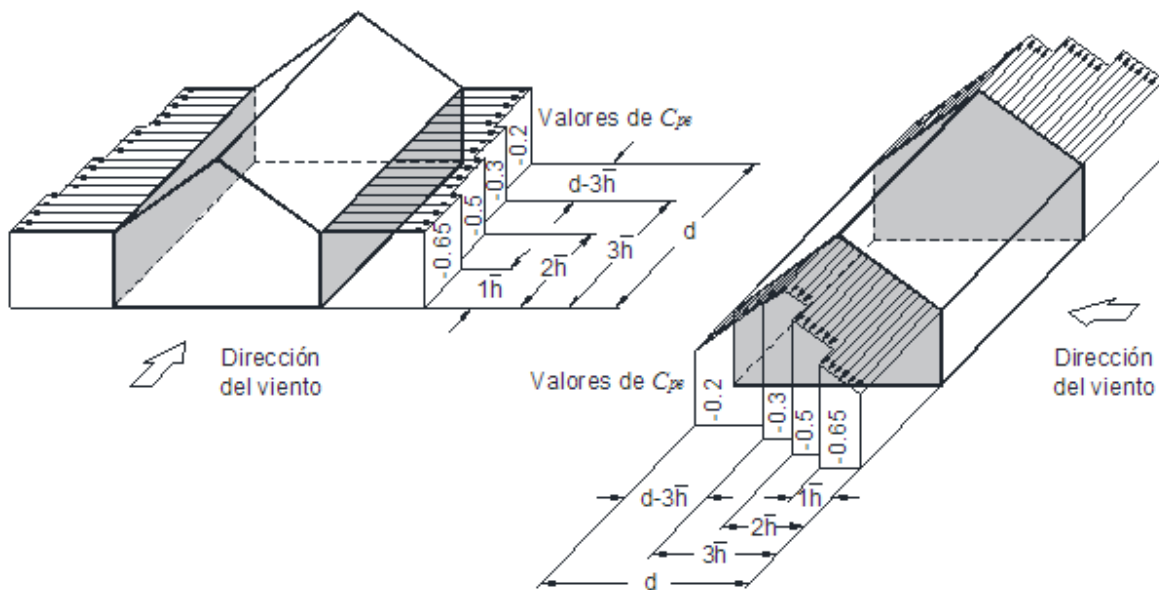 Valores de Cpe
-0.2
-0.3
-0.5
-0.65
d-3h̅
d
3h̅
2h̅
1h̅
Dirección
del viento
Dirección
del viento
Valores de Cpe
-0.2
-0.3
-0.5
-0.65
d-3h̅
1h̅
2h̅
3h̅
d